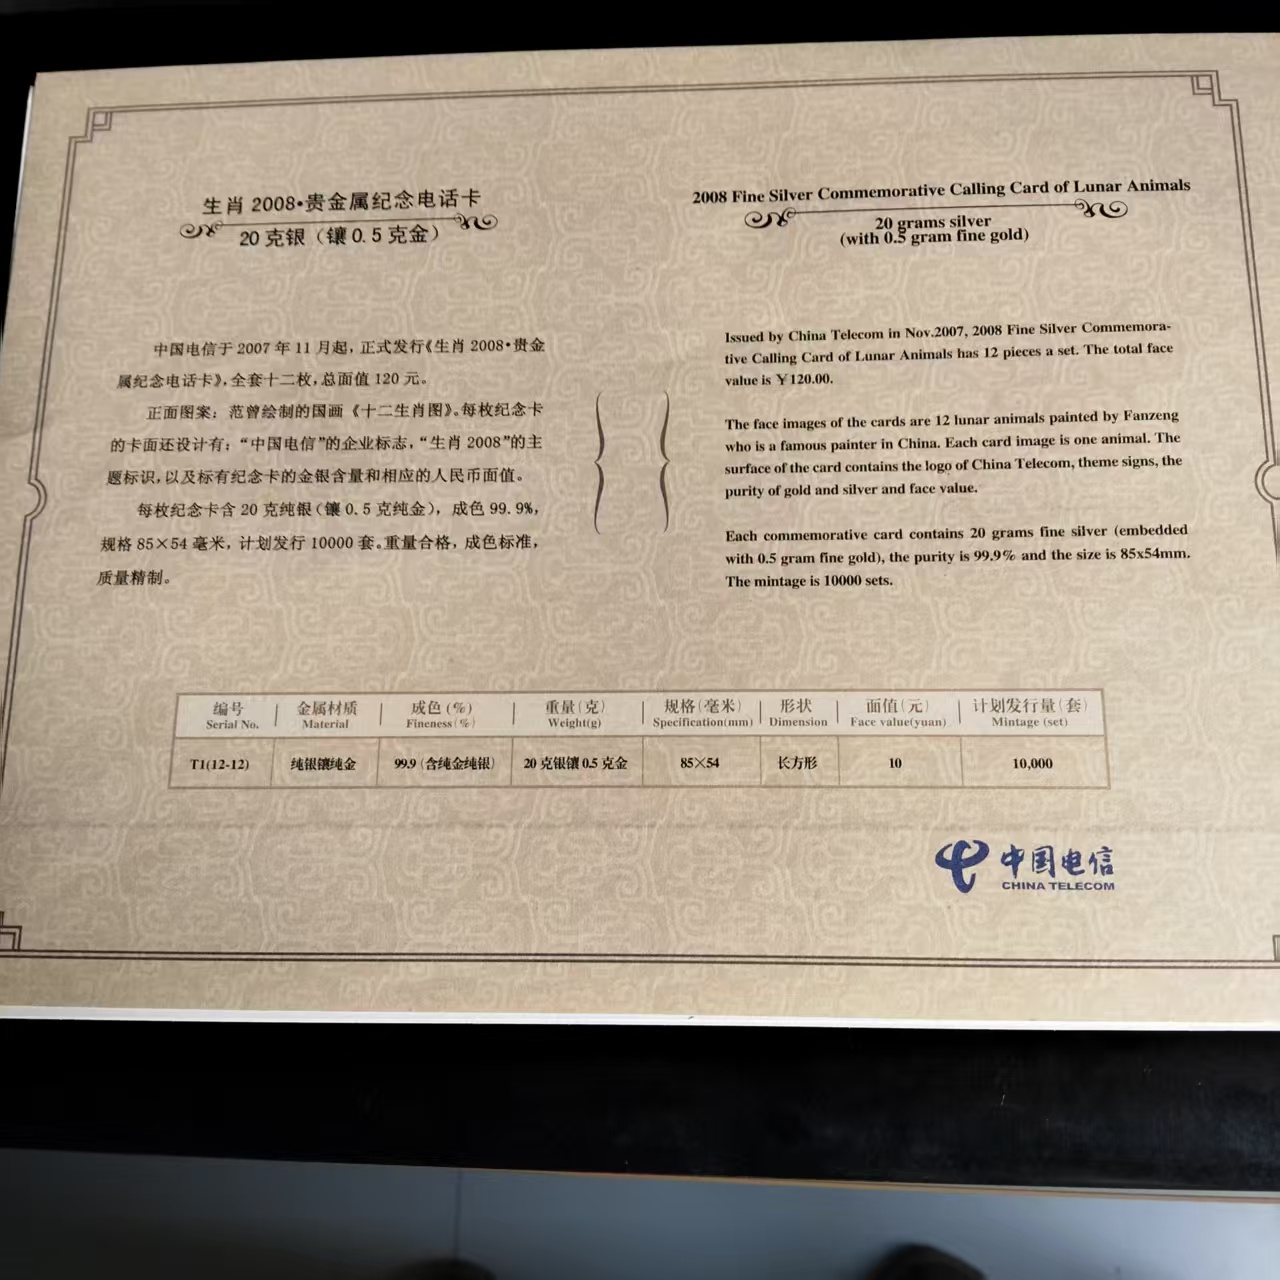 生肖 2008·贵金属纪念电话卡
20 克银（镶 0.5 克金）
中国电信于 2007 年 11 月起，正式发行《生肖 2008·贵金
属纪念电话卡》，全套十二枚，总面值 120 元。
正面图案：范曾绘制的国画《十二生肖图》。每枚纪念卡
的卡面还设计有：“中国电信”的企业标志，“生肖 2008”的主
题标识，以及标有纪念卡的金银含量和相应的人民币面值。
每枚纪念卡含 20 克纯银（镶 0.5 克纯金），成色 99.9%，
规格 85×54 毫米，计划发行 10000 套。重量合格，成色标准，
质量精制。
2008 Fine Silver Commemorative Calling Card of Lunar Animals
20 grams silver
(with 0.5 gram fine gold)
Issued by China Telecom in Nov.2007, 2008 Fine Silver Commemora-
tive Calling Card of Lunar Animals has 12 pieces a set. The total face
value is ￥120.00.
The face images of the cards are 12 lunar animals painted by Fanzeng
who is a famous painter in China. Each card image is one animal. The
surface of the card contains the logo of China Telecom, theme signs, the
purity of gold and silver and face value.
Each commemorative card contains 20 grams fine silver (embedded
with 0.5 gram fine gold), the purity is 99.9% and the size is 85x54mm.
The mintage is 10000 sets.
编号 金属材质 成色 (%) 重量（克） 规格（毫米） 形状 面值（元） 计划发行量（套）
Serial No. Material Fineness(%) Weight(g) Specification(mm) Dimension Face value(yuan) Mintage (set)
T1(12-12) 纯银镶纯金 99.9（含纯金纯银） 20 克银镶 0.5 克金 85×54 长方形 10 10,000
中国电信
CHINA TELECOM